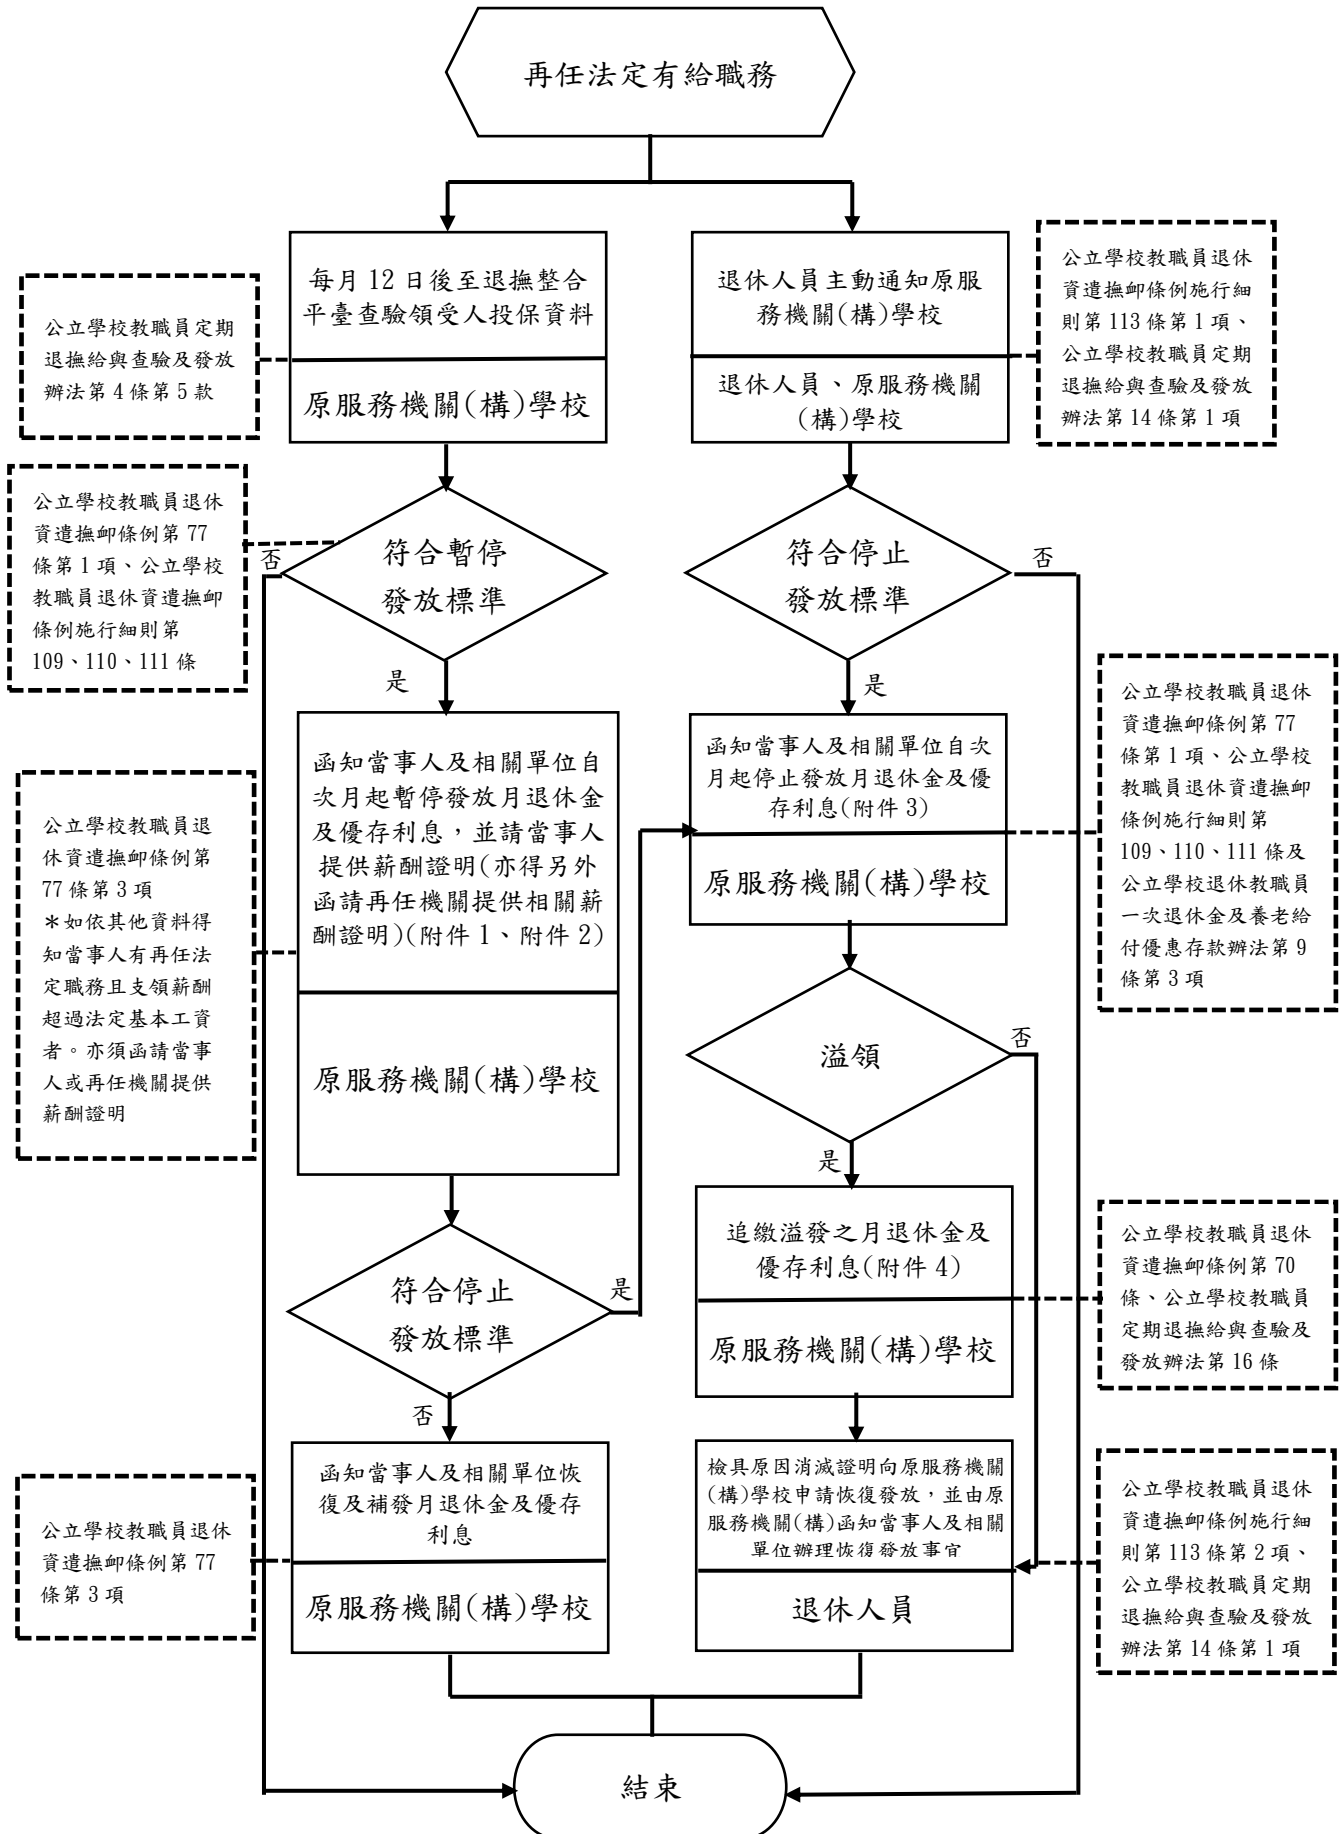 再任法定有給職務
每月 12 日後至退撫整合
平臺查驗領受人投保資料
原服務機關(構)學校
公立學校教職員定期
退撫給與查驗及發放
辦法第 4 條第 5 款
退休人員主動通知原服
務機關(構)學校
退休人員、原服務機關
(構)學校
公立學校教職員退休
資遣撫卹條例施行細
則第 113 條第 1 項、
公立學校教職員定期
退撫給與查驗及發放
辦法第 14 條第 1 項
公立學校教職員退休
資遣撫卹條例第 77
條第 1 項、公立學校
教職員退休資遣撫卹
條例施行細則第
109、110、111 條
符合暫停
發放標準
否
是
符合停止
發放標準
否
是
函知當事人及相關單位自
次月起暫停發放月退休金
及優存利息，並請當事人
提供薪酬證明(亦得另外
函請再任機關提供相關薪
酬證明)(附件 1、附件 2)
原服務機關(構)學校
公立學校教職員退
休資遣撫卹條例第
77 條第 3 項
＊如依其他資料得
知當事人有再任法
定職務且支領薪酬
超過法定基本工資
者。亦須函請當事
人或再任機關提供
薪酬證明
函知當事人及相關單位自次
月起停止發放月退休金及優
存利息(附件 3)
原服務機關(構)學校
公立學校教職員退休
資遣撫卹條例第 77
條第 1 項、公立學校
教職員退休資遣撫卹
條例施行細則第
109、110、111 條及
公立學校退休教職員
一次退休金及養老給
付優惠存款辦法第 9
條第 3 項
溢領
否
是
符合停止
發放標準
是
否
追繳溢發之月退休金及
優存利息(附件 4)
原服務機關(構)學校
公立學校教職員退休
資遣撫卹條例第 70
條、公立學校教職員
定期退撫給與查驗及
發放辦法第 16 條
函知當事人及相關單位恢
復及補發月退休金及優存
利息
原服務機關(構)學校
公立學校教職員退休
資遣撫卹條例第 77
條第 3 項
檢具原因消滅證明向原服務機關
(構)學校申請恢復發放，並由原
服務機關(構)函知當事人及相關
單位辦理恢復發放事宜
退休人員
公立學校教職員退休
資遣撫卹條例施行細
則第 113 條第 2 項、
公立學校教職員定期
退撫給與查驗及發放
辦法第 14 條第 1 項
結束